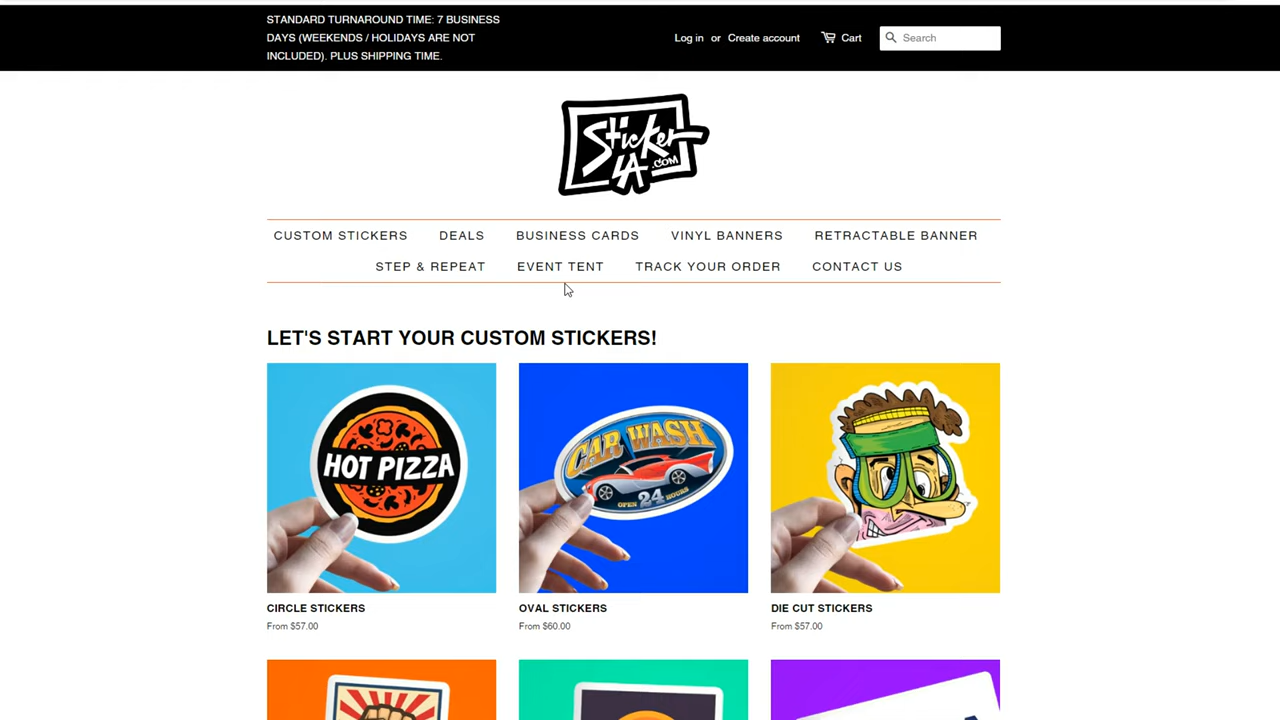 STANDARD TURNAROUND TIME: 7 BUSINESS
DAYS (WEEKENDS / HOLIDAYS ARE NOT
INCLUDED). PLUS SHIPPING TIME.
Log in or Create account Cart Search
Sticker
LA.COM
CUSTOM STICKERS DEALS BUSINESS CARDS VINYL BANNERS RETRACTABLE BANNER
STEP & REPEAT EVENT TENT TRACK YOUR ORDER CONTACT US
LET'S START YOUR CUSTOM STICKERS!
HOT PIZZA
CAR WASH
OPEN 24 HOURS
CIRCLE STICKERS OVAL STICKERS DIE CUT STICKERS
From $57.00 From $60.00 From $57.00